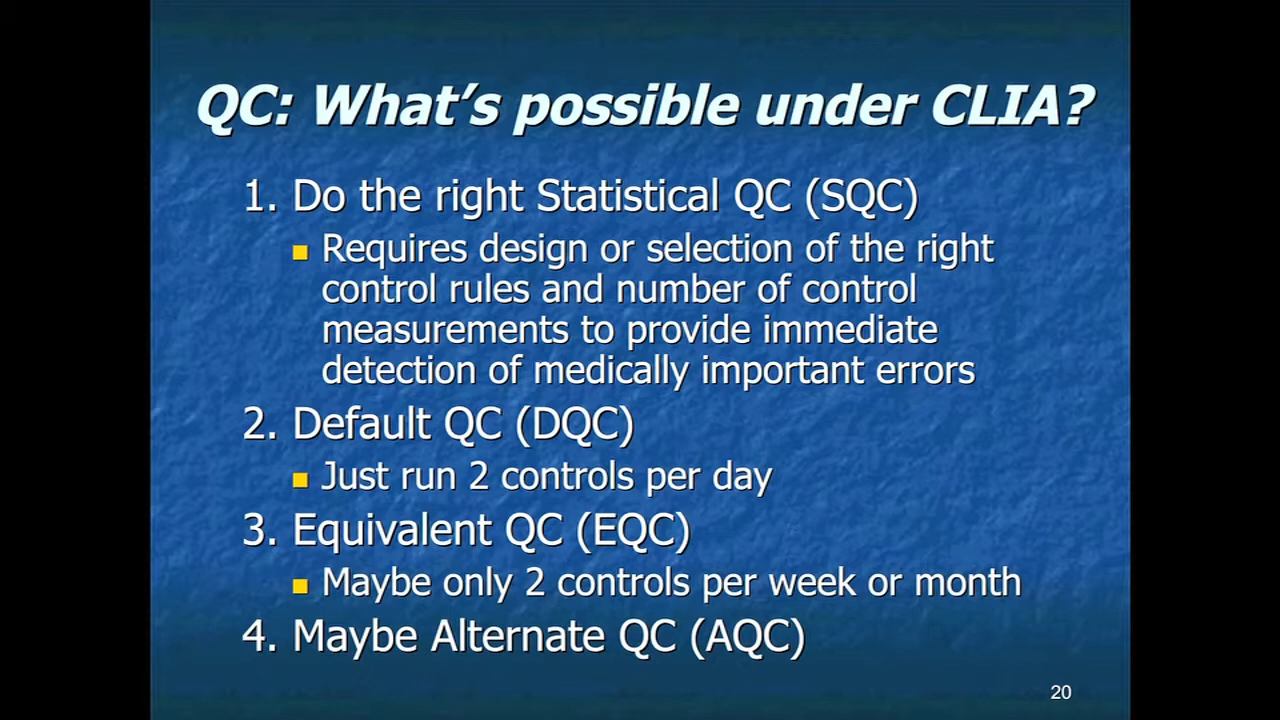 QC: What’s possible under CLIA?
1. Do the right Statistical QC (SQC)
Requires design or selection of the right
control rules and number of control
measurements to provide immediate
detection of medically important errors
2. Default QC (DQC)
Just run 2 controls per day
3. Equivalent QC (EQC)
Maybe only 2 controls per week or month
4. Maybe Alternate QC (AQC)
20